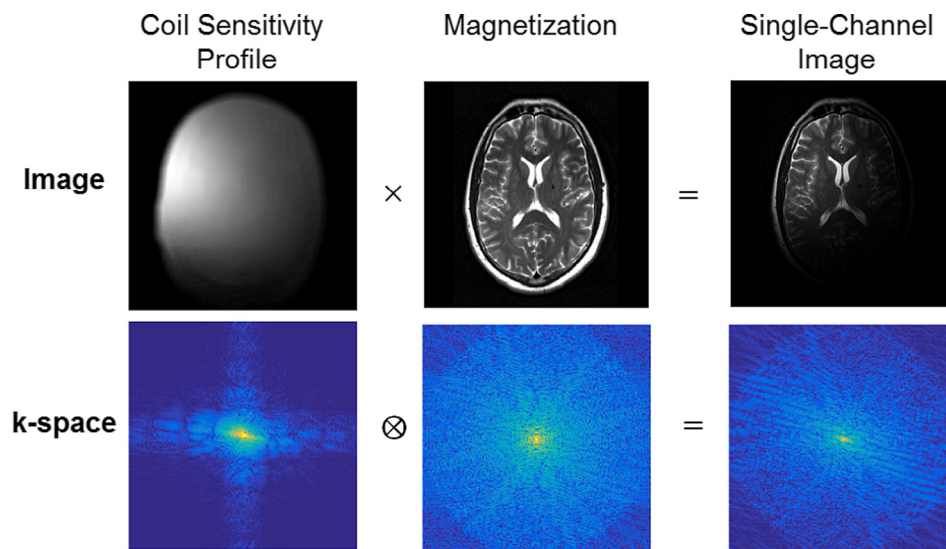 Coil Sensitivity
Profile
Magnetization
Single-Channel
Image
Image
×
=
k-space
⊗
=